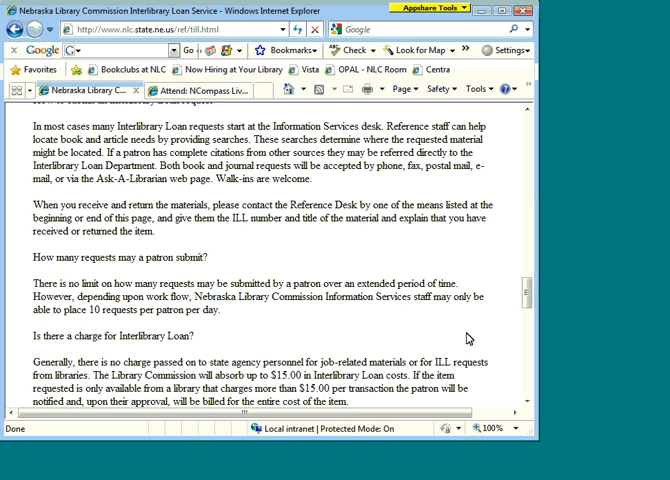 Nebraska Library Commission Interlibrary Loan Service - Windows Internet Explorer
Appshare Tools
http://www.nlc.state.ne.us/ref/till.html
Google
Google
G
Go
Bookmarks
Check
Look for Map
»
Settings
Favorites
Bookclubs at NLC
Now Hiring at Your Library
Vista
OPAL - NLC Room
Centra
Nebraska Library C...
Attend: NCompass Liv...
Page
Safety
Tools
In most cases many Interlibrary Loan requests start at the Information Services desk. Reference staff can help
locate book and article needs by providing searches. These searches determine where the requested material
might be located. If a patron has complete citations from other sources they may be referred directly to the
Interlibrary Loan Department. Both book and journal requests will be accepted by phone, fax, postal mail, e-
mail, or via the Ask-A-Librarian web page. Walk-ins are welcome.
When you receive and return the materials, please contact the Reference Desk by one of the means listed at the
beginning or end of this page, and give them the ILL number and title of the material and explain that you have
received or returned the item.
How many requests may a patron submit?
There is no limit on how many requests may be submitted by a patron over an extended period of time.
However, depending upon work flow, Nebraska Library Commission Information Services staff may only be
able to place 10 requests per patron per day.
Is there a charge for Interlibrary Loan?
Generally, there is no charge passed on to state agency personnel for job-related materials or for ILL requests
from libraries. The Library Commission will absorb up to $15.00 in Interlibrary Loan costs. If the item
requested is only available from a library that charges more than $15.00 per transaction the patron will be
notified and, upon their approval, will be billed for the entire cost of the item.
Done
Local intranet | Protected Mode: On
100%